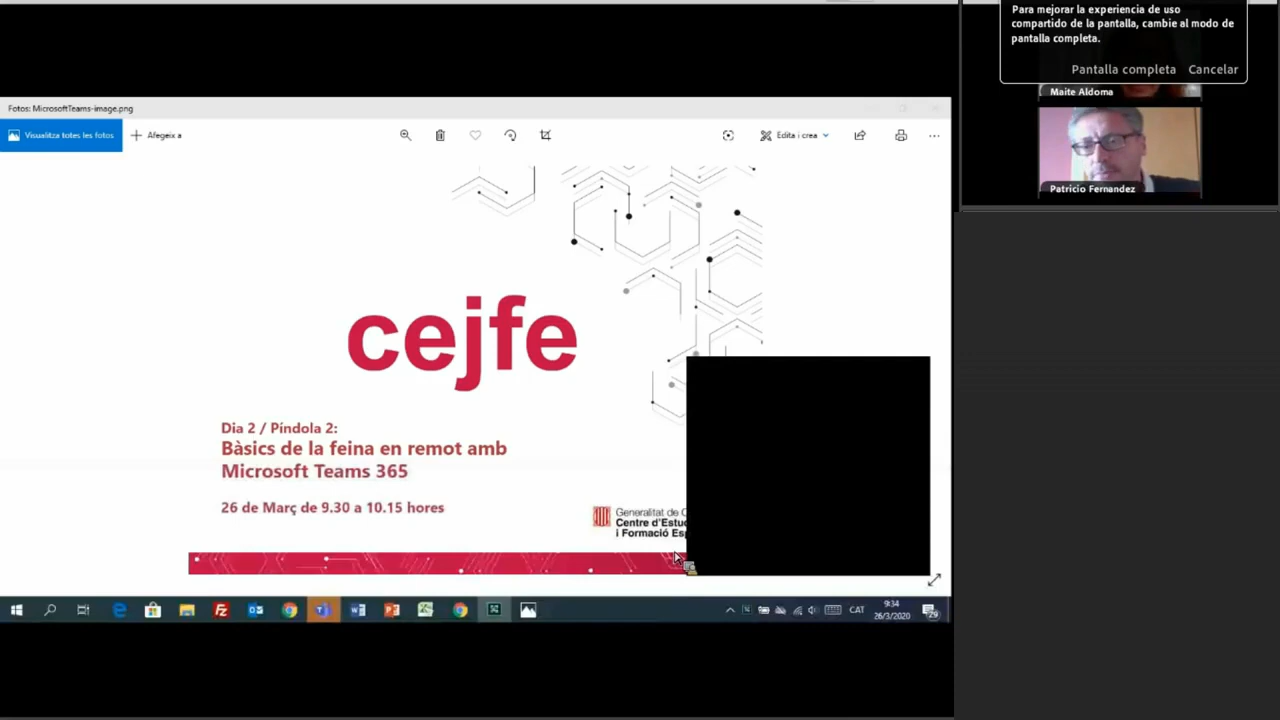 Para mejorar la experiencia de uso
compartido de la pantalla, cambie al modo de
pantalla completa.
Pantalla completa Cancelar
Maite Aldoma
Patricio Fernandez
Fotos: MicrosoftTeams-image.png
Visualitza totes les fotos
Afegeix a
Edita i crea
cejfe
Dia 2 / Píndola 2:
Bàsics de la feina en remot amb
Microsoft Teams 365
26 de Març de 9.30 a 10.15 hores
Generalitat de
Centre
i Formació
CAT
9:34
26/3/2020
29